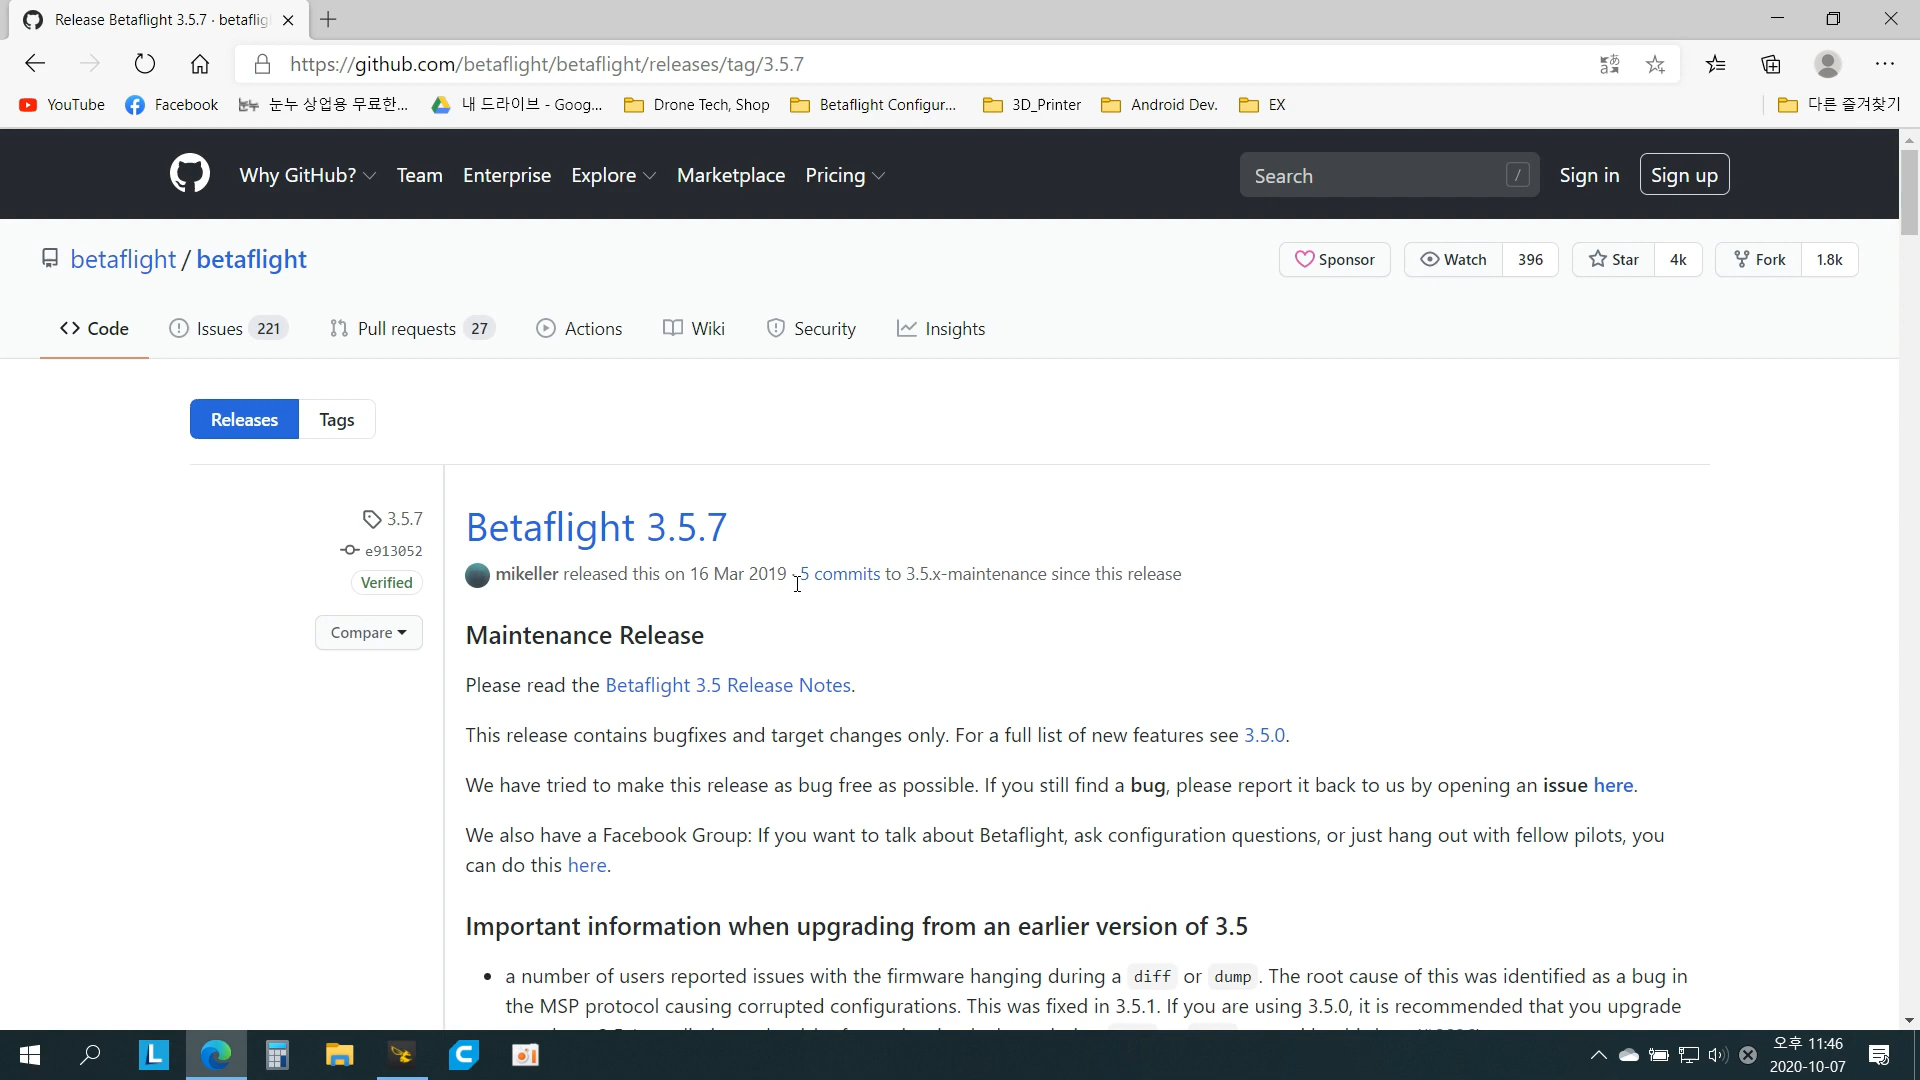 Release Betaflight 3.5.7 · betaflig
https://github.com/betaflight/betaflight/releases/tag/3.5.7
YouTube Facebook 눈누 상업용 무료한... 내 드라이브 - Goog... Drone Tech, Shop Betaflight Configur... 3D_Printer Android Dev. EX 다른 즐겨찾기
Why GitHub? Team Enterprise Explore Marketplace Pricing Search / Sign in Sign up
betaflight / betaflight Sponsor Watch 396 Star 4k Fork 1.8k
Code Issues 221 Pull requests 27 Actions Wiki Security Insights
Releases Tags
3.5.7
e913052
Verified
Compare
Betaflight 3.5.7
mikeller released this on 16 Mar 2019 · 5 commits to 3.5.x-maintenance since this release
Maintenance Release
Please read the Betaflight 3.5 Release Notes.
This release contains bugfixes and target changes only. For a full list of new features see 3.5.0.
We have tried to make this release as bug free as possible. If you still find a bug, please report it back to us by opening an issue here.
We also have a Facebook Group: If you want to talk about Betaflight, ask configuration questions, or just hang out with fellow pilots, you
can do this here.
Important information when upgrading from an earlier version of 3.5
• a number of users reported issues with the firmware hanging during a diff or dump. The root cause of this was identified as a bug in
the MSP protocol causing corrupted configurations. This was fixed in 3.5.1. If you are using 3.5.0, it is recommended that you upgrade
오후 11:46
2020-10-07